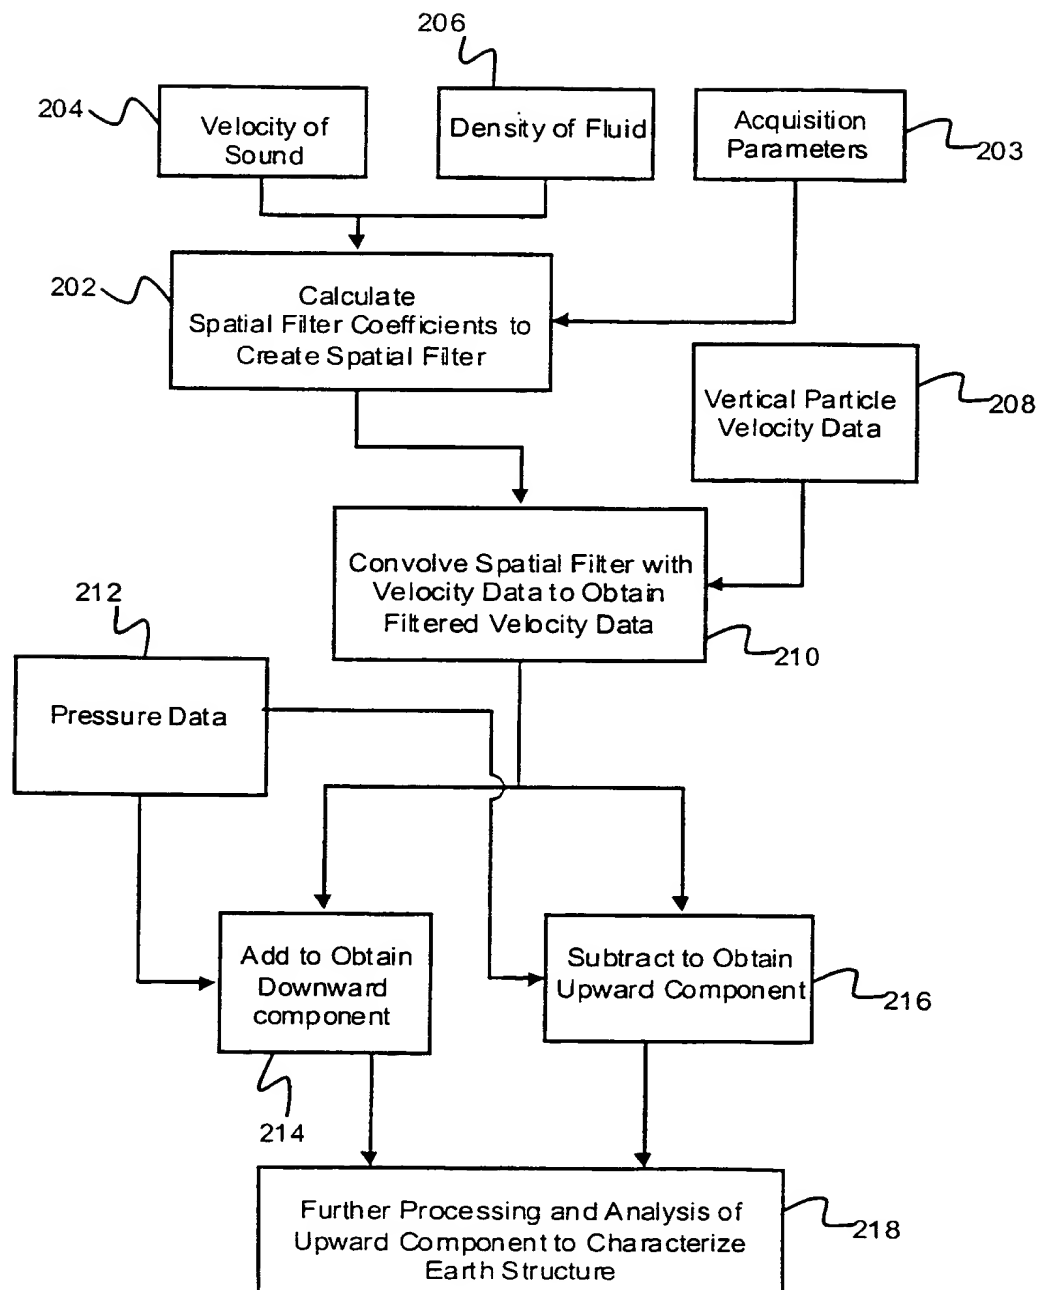 206
204
Velocity of
Sound
Density of Fluid
Acquisition
Parameters
203
202
Calculate
Spatial Filter Coefficients to
Create Spatial Filter
Vertical Particle
Velocity Data
208
Convolve Spatial Filter with
Velocity Data to Obtain
Filtered Velocity Data
210
212
Pressure Data
Add to Obtain
Downward
component
214
Subtract to Obtain
Upward Component
216
Further Processing and Analysis of
Upward Component to Characterize
Earth Structure
218